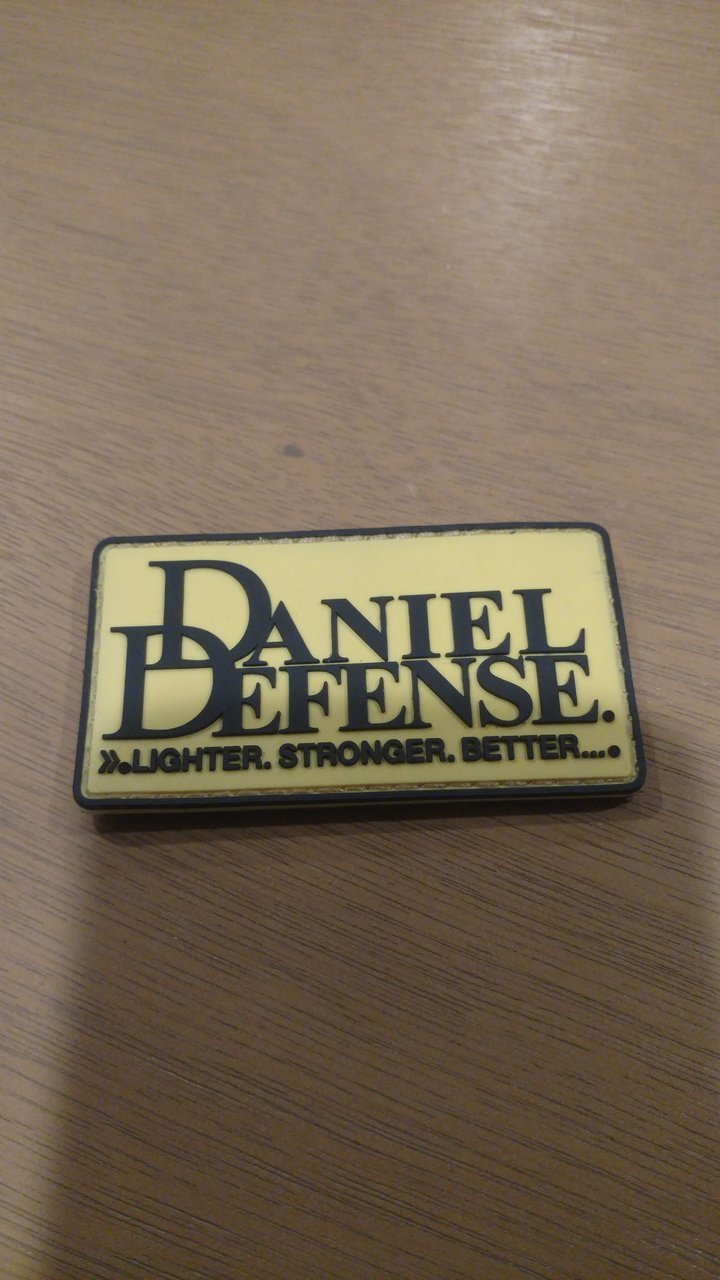 DANIEL
DEFENSE.
».LIGHTER. STRONGER. BETTER....